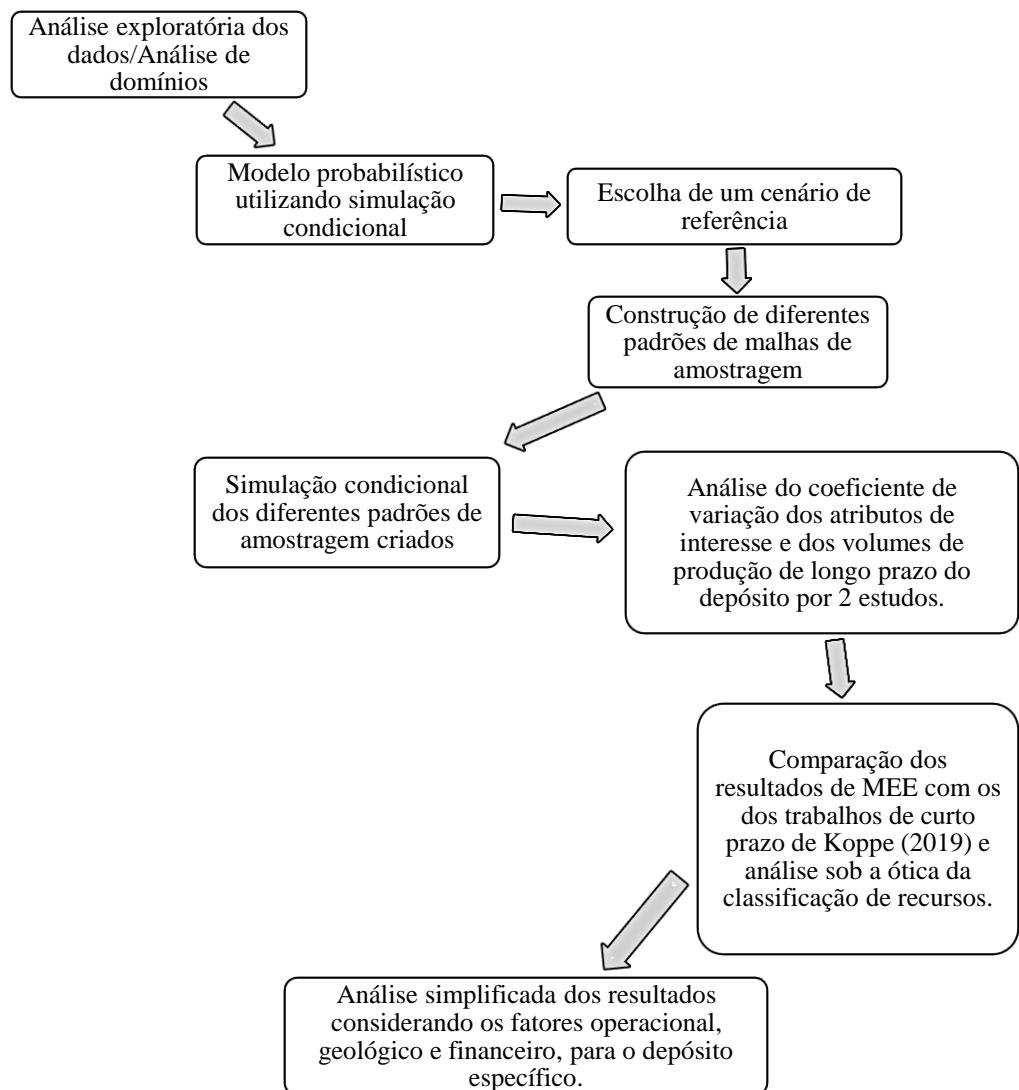 Análise exploratória dos
dados/Análise de
domínios
Modelo probabilístico
utilizando simulação
condicional
Escolha de um cenário de
referência
Construção de diferentes
padrões de malhas de
amostragem
Simulação condicional
dos diferentes padrões de
amostragem criados
Análise do coeficiente de
variação dos atributos de
interesse e dos volumes de
produção de longo prazo do
depósito por 2 estudos.
Comparação dos
resultados de MEE com os
dos trabalhos de curto
prazo de Koppe (2019) e
análise sob a ótica da
classificação de recursos.
Análise simplificada dos resultados
considerando os fatores operacional,
geológico e financeiro, para o depósito
específico.